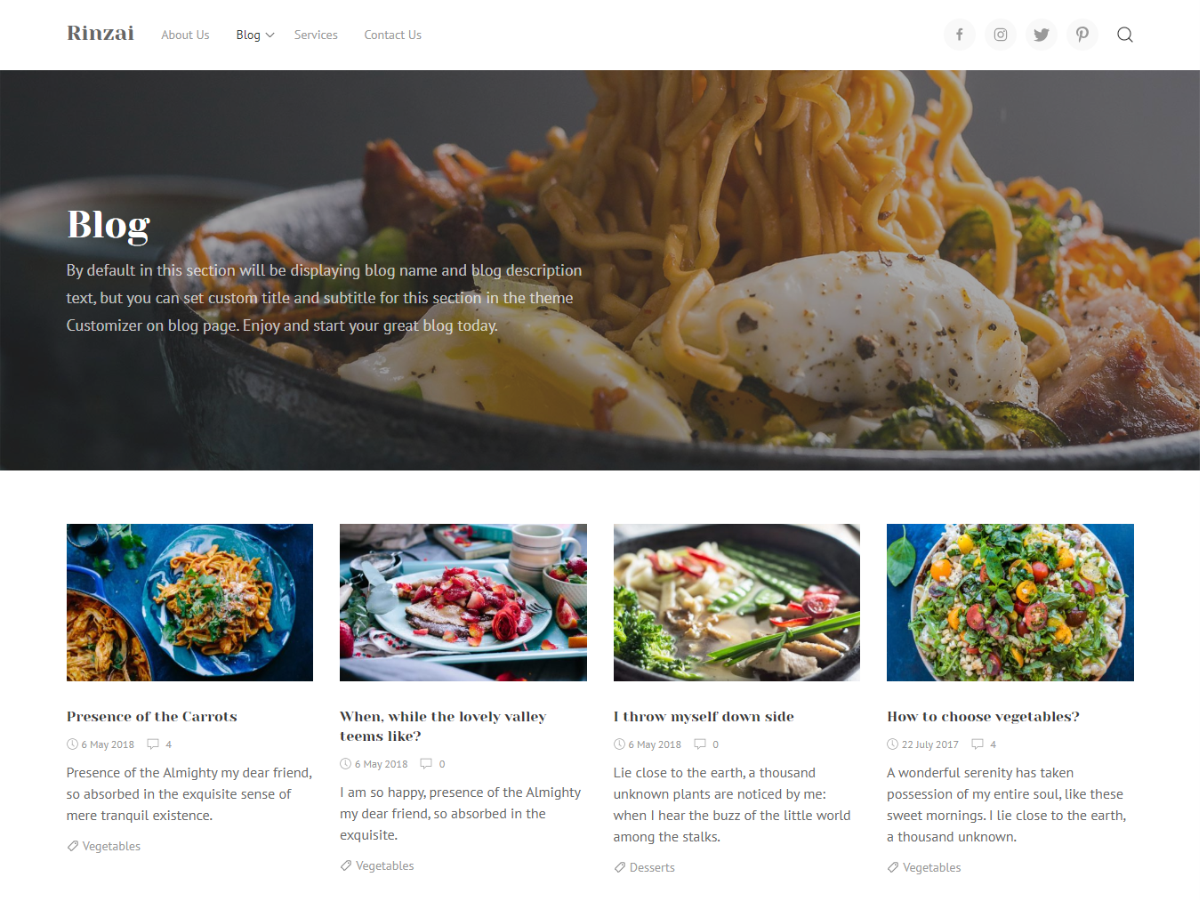 Rinzai About Us Blog Services Contact Us
Blog
By default in this section will be displaying blog name and blog description
text, but you can set custom title and subtitle for this section in the theme
Customizer on blog page. Enjoy and start your great blog today.
Presence of the Carrots
6 May 2018 4
Presence of the Almighty my dear friend,
so absorbed in the exquisite sense of
mere tranquil existence.
Vegetables
When, while the lovely valley
teems like?
6 May 2018 0
I am so happy, presence of the Almighty
my dear friend, so absorbed in the
exquisite.
Vegetables
I throw myself down side
6 May 2018 0
Lie close to the earth, a thousand
unknown plants are noticed by me:
when I hear the buzz of the little world
among the stalks.
Desserts
How to choose vegetables?
22 July 2017 4
A wonderful serenity has taken
possession of my entire soul, like these
sweet mornings. I lie close to the earth,
a thousand unknown.
Vegetables